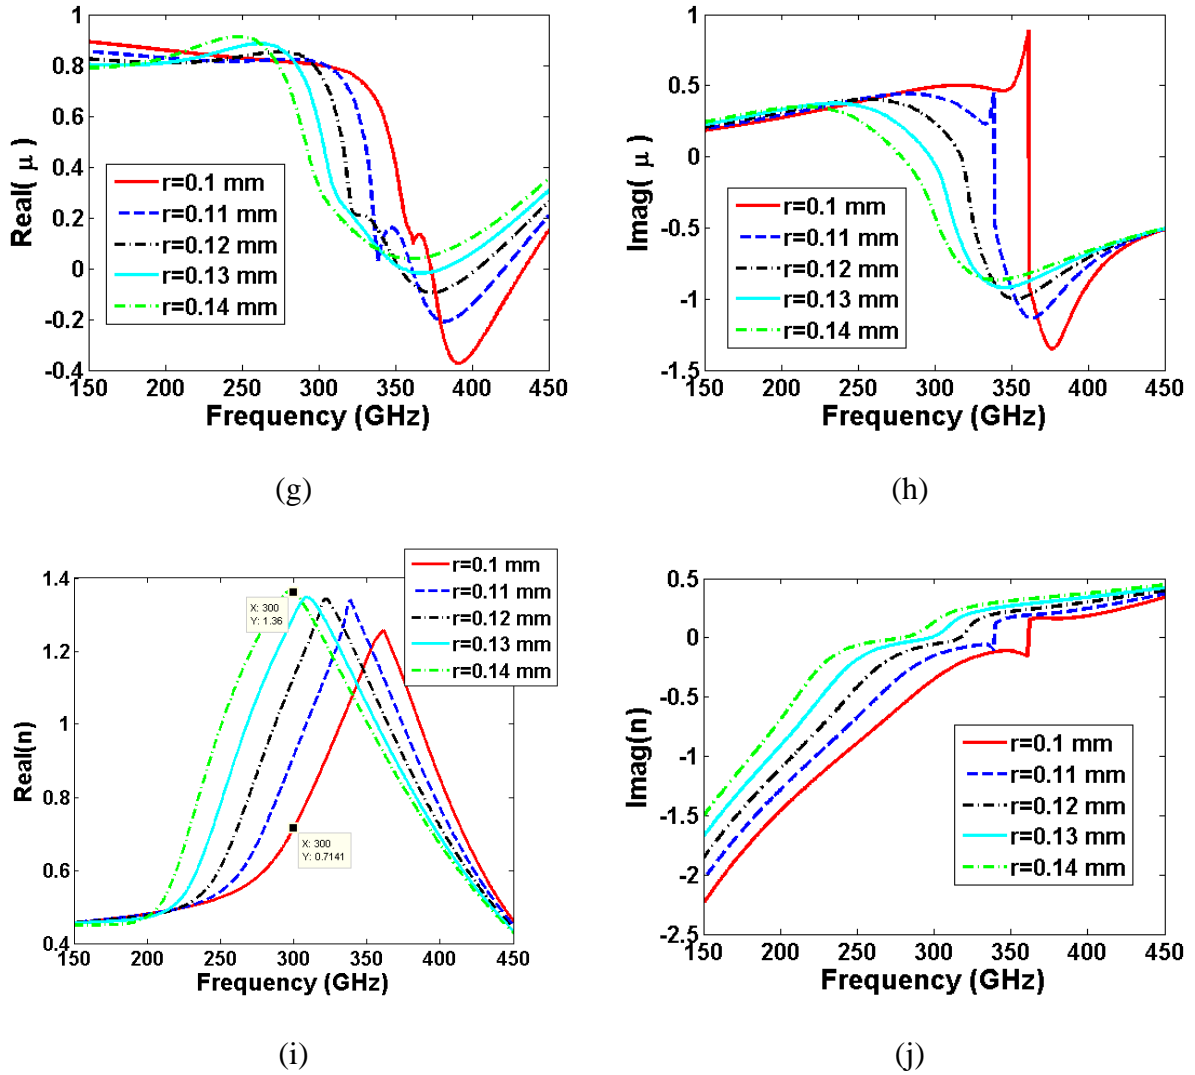 1
0.8
0.6
0.4
0.2
0
-0.2
-0.4
Real( μ )
r=0.1 mm
r=0.11 mm
r=0.12 mm
r=0.13 mm
r=0.14 mm
150 200 250 300 350 400 450
Frequency (GHz)
(g)
1
0.5
0
-0.5
-1
-1.5
Imag( μ )
r=0.1 mm
r=0.11 mm
r=0.12 mm
r=0.13 mm
r=0.14 mm
150 200 250 300 350 400 450
Frequency (GHz)
(h)
1.4
1.2
1
0.8
0.6
0.4
Real(n)
r=0.1 mm
r=0.11 mm
r=0.12 mm
r=0.13 mm
r=0.14 mm
X: 300
Y: 1.36
X: 300
Y: 0.7141
150 200 250 300 350 400 450
Frequency (GHz)
(i)
0.5
0
-0.5
-1
-1.5
-2
-2.5
Imag(n)
r=0.1 mm
r=0.11 mm
r=0.12 mm
r=0.13 mm
r=0.14 mm
150 200 250 300 350 400 450
Frequency (GHz)
(j)